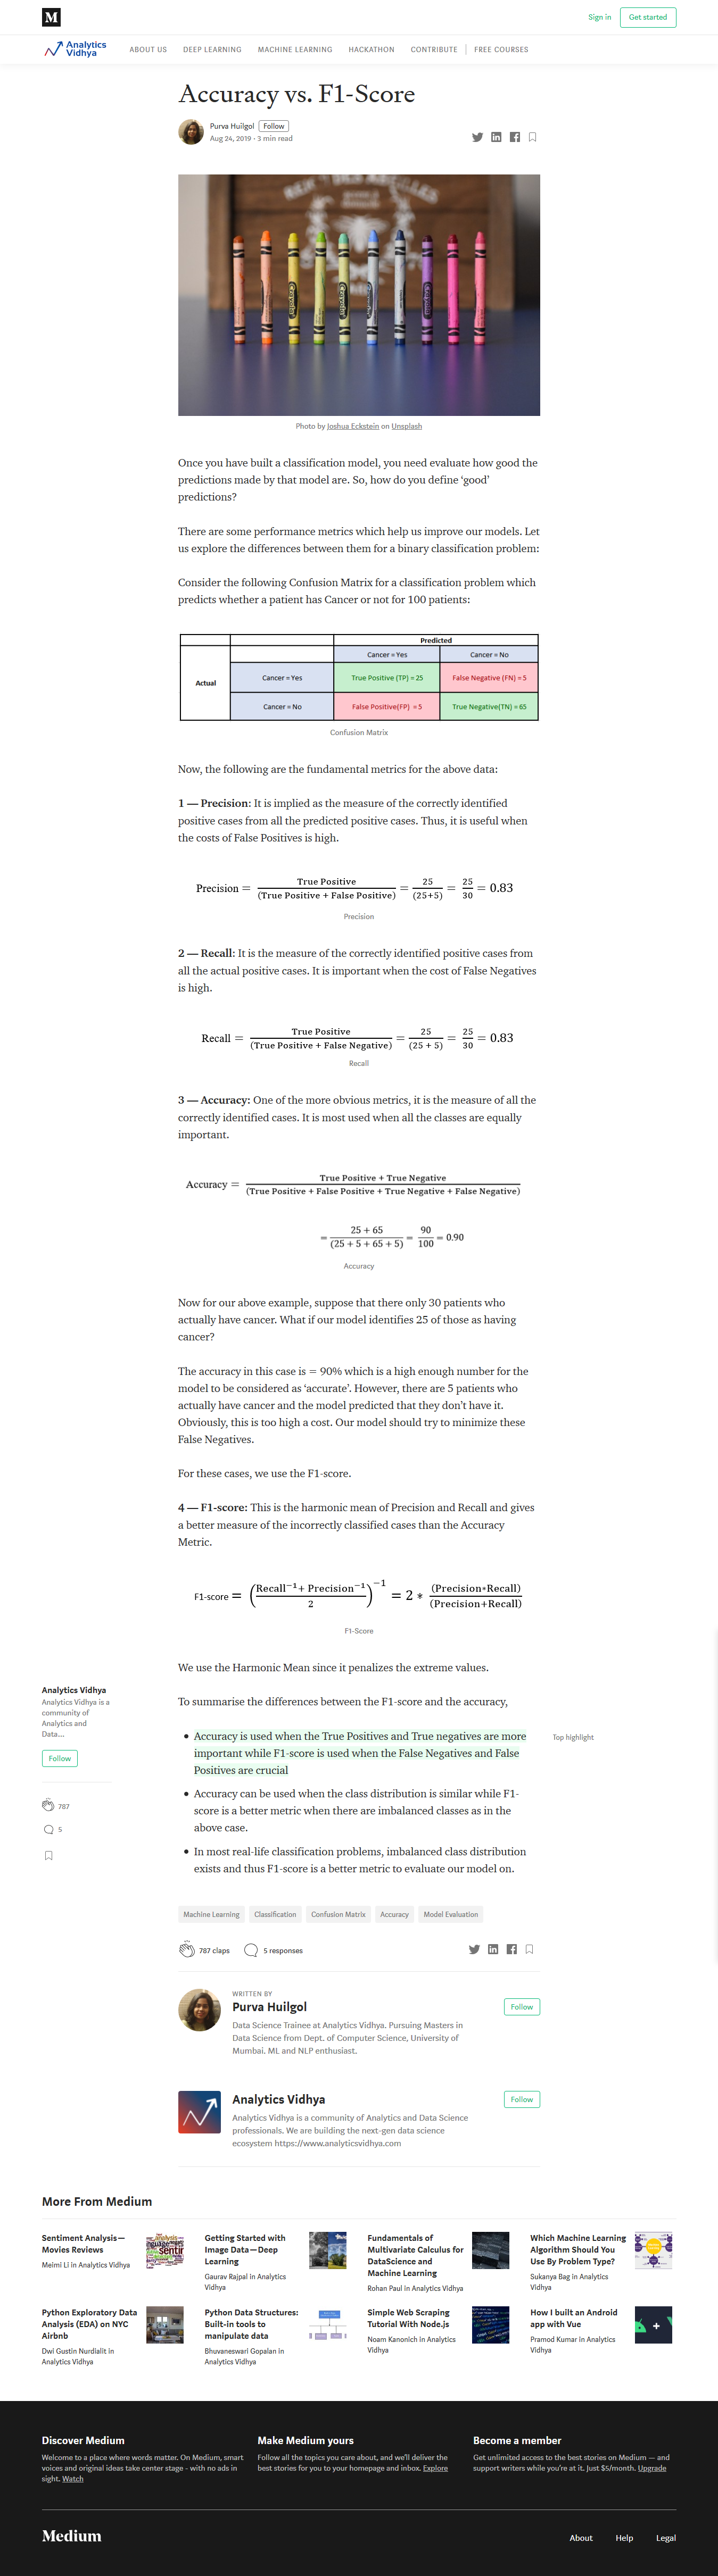 M
Sign in
Get started
Analytics
Vidhya
ABOUT US
DEEP LEARNING
MACHINE LEARNING
HACKATHON
CONTRIBUTE
FREE COURSES
Accuracy vs. F1-Score
Purva Huilgol
Follow
Aug 24, 2019 · 3 min read
Photo by Joshua Eckstein on Unsplash
Once you have built a classification model, you need evaluate how good the
predictions made by that model are. So, how do you define ‘good’
predictions?
There are some performance metrics which help us improve our models. Let
us explore the differences between them for a binary classification problem:
Consider the following Confusion Matrix for a classification problem which
predicts whether a patient has Cancer or not for 100 patients:
Predicted
Cancer = Yes
Cancer = No
Actual
Cancer = Yes
True Positive (TP) = 25
False Negative (FN) = 5
Cancer = No
False Positive(FP) = 5
True Negative(TN) = 65
Confusion Matrix
Now, the following are the fundamental metrics for the above data:
1 — Precision: It is implied as the measure of the correctly identified
positive cases from all the predicted positive cases. Thus, it is useful when
the costs of False Positives is high.
Precision = True Positive / (True Positive + False Positive) = 25 / (25+5) = 25 / 30 = 0.83
Precision
2 — Recall: It is the measure of the correctly identified positive cases from
all the actual positive cases. It is important when the cost of False Negatives
is high.
Recall = True Positive / (True Positive + False Negative) = 25 / (25 + 5) = 25 / 30 = 0.83
Recall
3 — Accuracy: One of the more obvious metrics, it is the measure of all the
correctly identified cases. It is most used when all the classes are equally
important.
Accuracy = True Positive + True Negative / (True Positive + False Positive + True Negative + False Negative)
= 25 + 65 / (25 + 5 + 65 + 5) = 90 / 100 = 0.90
Accuracy
Now for our above example, suppose that there only 30 patients who
actually have cancer. What if our model identifies 25 of those as having
cancer?
The accuracy in this case is = 90% which is a high enough number for the
model to be considered as ‘accurate’. However, there are 5 patients who
actually have cancer and the model predicted that they don’t have it.
Obviously, this is too high a cost. Our model should try to minimize these
False Negatives.
For these cases, we use the F1-score.
4 — F1-score: This is the harmonic mean of Precision and Recall and gives
a better measure of the incorrectly classified cases than the Accuracy
Metric.
F1-score = (Recall⁻¹ + Precision⁻¹ / 2)⁻¹ = 2 * (Precision*Recall) / (Precision+Recall)
F1-Score
We use the Harmonic Mean since it penalizes the extreme values.
To summarise the differences between the F1-score and the accuracy,
Analytics Vidhya
Analytics Vidhya is a
community of
Analytics and
Data...
Follow
787
5
• Accuracy is used when the True Positives and True negatives are more
important while F1-score is used when the False Negatives and False
Positives are crucial
Top highlight
• Accuracy can be used when the class distribution is similar while F1-
score is a better metric when there are imbalanced classes as in the
above case.
• In most real-life classification problems, imbalanced class distribution
exists and thus F1-score is a better metric to evaluate our model on.
Machine Learning
Classification
Confusion Matrix
Accuracy
Model Evaluation
787 claps
5 responses
WRITTEN BY
Purva Huilgol
Follow
Data Science Trainee at Analytics Vidhya. Pursuing Masters in
Data Science from Dept. of Computer Science, University of
Mumbai. ML and NLP enthusiast.
Analytics Vidhya
Follow
Analytics Vidhya is a community of Analytics and Data Science
professionals. We are building the next-gen data science
ecosystem https://www.analyticsvidhya.com
More From Medium
Sentiment Analysis—
Movies Reviews
Meimi Li in Analytics Vidhya
Getting Started with
Image Data—Deep
Learning
Gaurav Rajpal in Analytics
Vidhya
Fundamentals of
Multivariate Calculus for
DataScience and
Machine Learning
Rohan Paul in Analytics Vidhya
Which Machine Learning
Algorithm Should You
Use By Problem Type?
Sukanya Bag in Analytics
Vidhya
Python Exploratory Data
Analysis (EDA) on NYC
Airbnb
Dwi Gustin Nurdialit in
Analytics Vidhya
Python Data Structures:
Built-in tools to
manipulate data
Bhuvaneswari Gopalan in
Analytics Vidhya
Simple Web Scraping
Tutorial With Node.js
Noam Kanonich in Analytics
Vidhya
How I built an Android
app with Vue
Pramod Kumar in Analytics
Vidhya
Discover Medium
Welcome to a place where words matter. On Medium, smart
voices and original ideas take center stage - with no ads in
sight. Watch
Make Medium yours
Follow all the topics you care about, and we’ll deliver the
best stories for you to your homepage and inbox. Explore
Become a member
Get unlimited access to the best stories on Medium — and
support writers while you’re at it. Just $5/month. Upgrade
Medium
About
Help
Legal